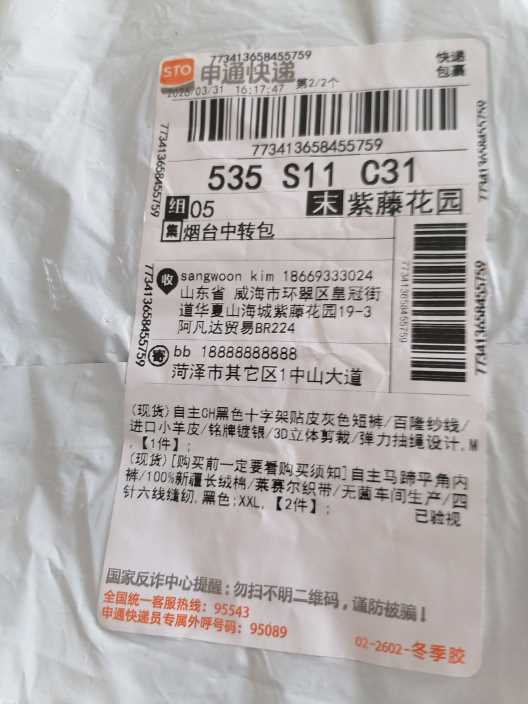 773413658455759
STO 申通快递
快递
包裹
2026/03/31 16:17:47 第2/2个
773413658455759
535 S11 C31
组 05 末 紫藤花园
集 烟台中转包
收 sangwoon kim 18669333024
山东省 威海市环翠区皇冠街
道华夏山海城紫藤花园19-3
阿凡达贸易BR224
寄 bb 18888888888
菏泽市其它区1中山大道
773413658455759
773413658455759
773413658455759
773413658455759
773413658455759
(现货)自主CH黑色十字架贴皮灰色短裤/百隆纱线/
进口小羊皮/铭牌镀银/3D立体剪裁/弹力抽绳设计,M
,【1件】;
(现货)[购买前一定要看购买须知]自主马蹄平角内
裤/100%新疆长绒棉/莱赛尔织带/无菌车间生产/四
针六线缝纫,黑色;XXL,【2件】;
已验视
国家反诈中心提醒:勿扫不明二维码,谨防被骗!
全国统一客服热线:95543
申通快递员专属外呼号码:95089
02-2602-冬季胶